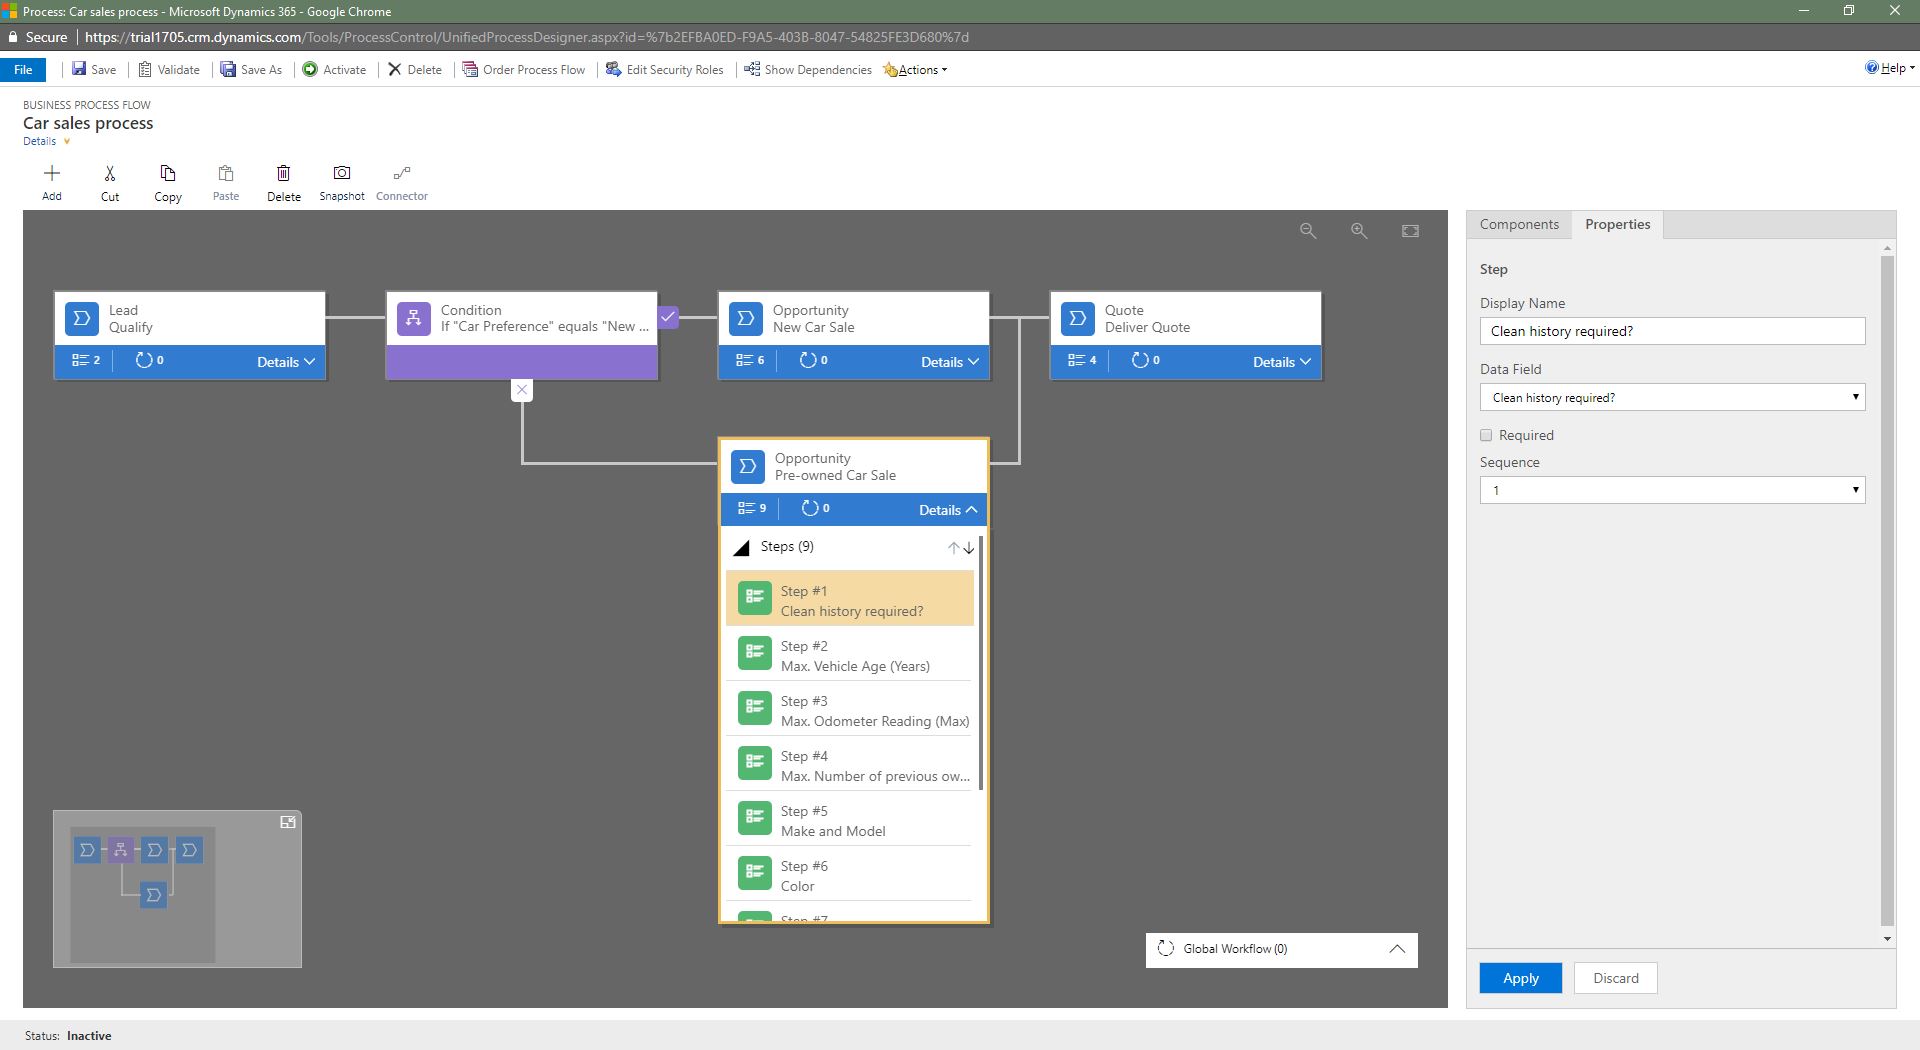 Process: Car sales process - Microsoft Dynamics 365 - Google Chrome
Secure | https://trial1705.crm.dynamics.com/Tools/ProcessControl/UnifiedProcessDesigner.aspx?id=%7b2EFBA0ED-F9A5-403B-8047-54825FE3D680%7d
File Save Validate Save As Activate Delete Order Process Flow Edit Security Roles Show Dependencies Actions Help
BUSINESS PROCESS FLOW
Car sales process
Details
Add Cut Copy Paste Delete Snapshot Connector
Lead
Qualify
2 0 Details
Condition
If "Car Preference" equals "New ...
Opportunity
New Car Sale
6 0 Details
Quote
Deliver Quote
4 0 Details
Opportunity
Pre-owned Car Sale
9 0 Details
Steps (9)
Step #1
Clean history required?
Step #2
Max. Vehicle Age (Years)
Step #3
Max. Odometer Reading (Max)
Step #4
Max. Number of previous ow...
Step #5
Make and Model
Step #6
Color
Step #7
Global Workflow (0)
Components Properties
Step
Display Name
Clean history required?
Data Field
Clean history required?
Required
Sequence
1
Apply Discard
Status: Inactive